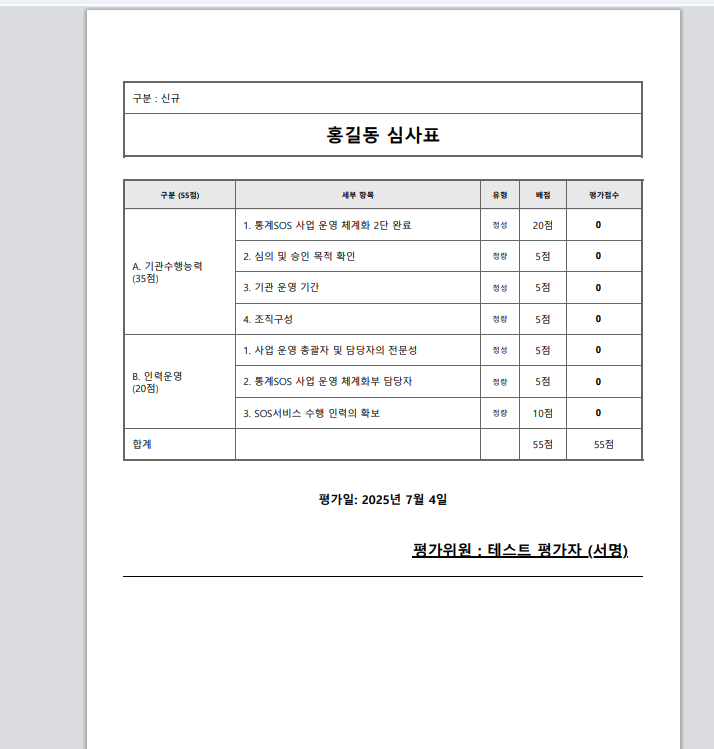 구분 : 신규
홍길동 심사표
구분 (55점) 세부 항목 유형 배점 평가점수
A. 기관수행능력
(35점)
1. 통계SOS 사업 운영 체계화 2단 완료 정성 20점 0
2. 심의 및 승인 목적 확인 정량 5점 0
3. 기관 운영 기간 정성 5점 0
4. 조직구성 정량 5점 0
B. 인력운영
(20점)
1. 사업 운영 총괄자 및 담당자의 전문성 정성 5점 0
2. 통계SOS 사업 운영 체계화부 담당자 정량 5점 0
3. SOS서비스 수행 인력의 확보 정량 10점 0
합계 55점 55점
평가일: 2025년 7월 4일
평가위원 : 테스트 평가자 (서명)